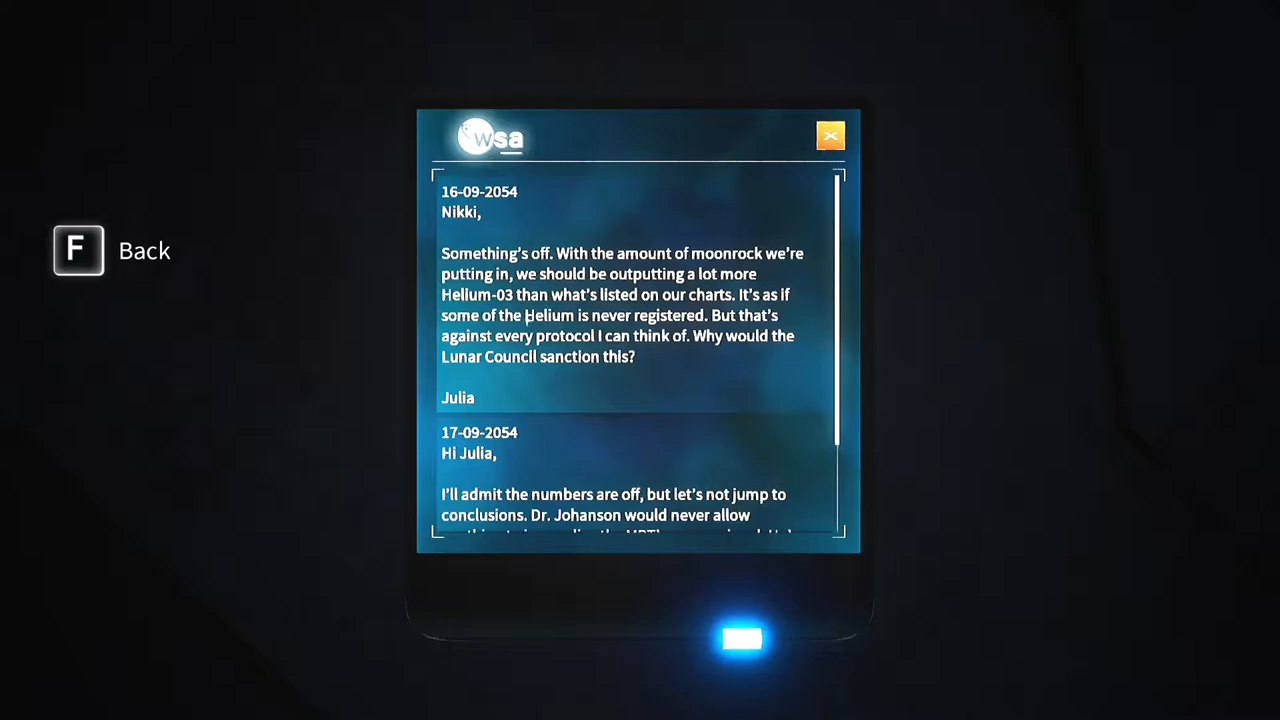 wsa
16-09-2054
Nikki,
Something's off. With the amount of moonrock we're
putting in, we should be outputting a lot more
Helium-03 than what's listed on our charts. It's as if
some of the Helium is never registered. But that's
against every protocol I can think of. Why would the
Lunar Council sanction this?
Julia
17-09-2054
Hi Julia,
I'll admit the numbers are off, but let's not jump to
conclusions. Dr. Johanson would never allow
F Back